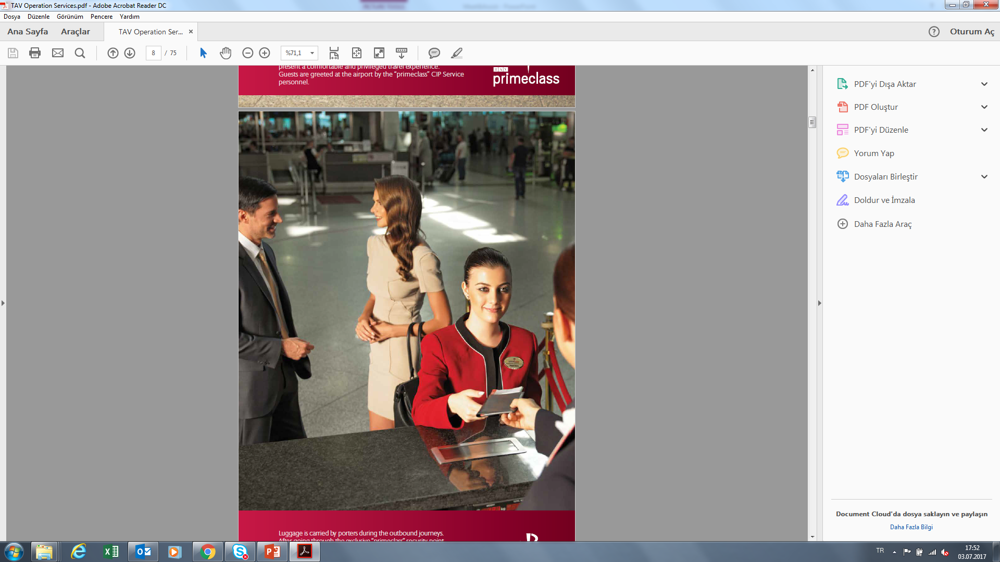 TAV Operation Services.pdf - Adobe Acrobat Reader DC
Dosya Düzenle Görünüm Pencere Yardım
Ana Sayfa Araçlar TAV Operation Ser... × Oturum Aç
8 / 75 %71,1
present a comfortable and privileged travel experience.
Guests are greeted at the airport by the “primeclass” CIP Service
personnel.
TAV
primeclass
PDF'yi Dışa Aktar
PDF Oluştur
PDF'yi Düzenle
Yorum Yap
Dosyaları Birleştir
Doldur ve İmzala
Daha Fazla Araç
Document Cloud'da dosya saklayın ve paylaşın
Daha Fazla Bilgi
Luggage is carried by porters during the outbound journeys.
After going through the exclusive “primeclass” security point
TR
17:52
03.07.2017